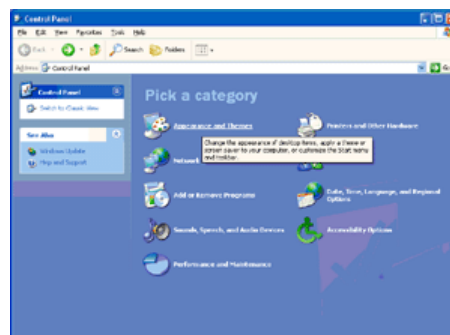 Control Panel
File Edit View Favorites Tools Help
Back Search Folders
Address Control Panel Go
Control Panel
Switch to Classic View
See Also
Windows Update
Help and Support
Pick a category
Appearance and Themes
Printers and Other Hardware
Change the appearance of desktop items, apply a theme or
screen saver to your computer, or customize the Start menu
and taskbar.
Network
Add or Remove Programs
Date, Time, Language, and Regional
Options
Sounds, Speech, and Audio Devices
Accessibility Options
Performance and Maintenance